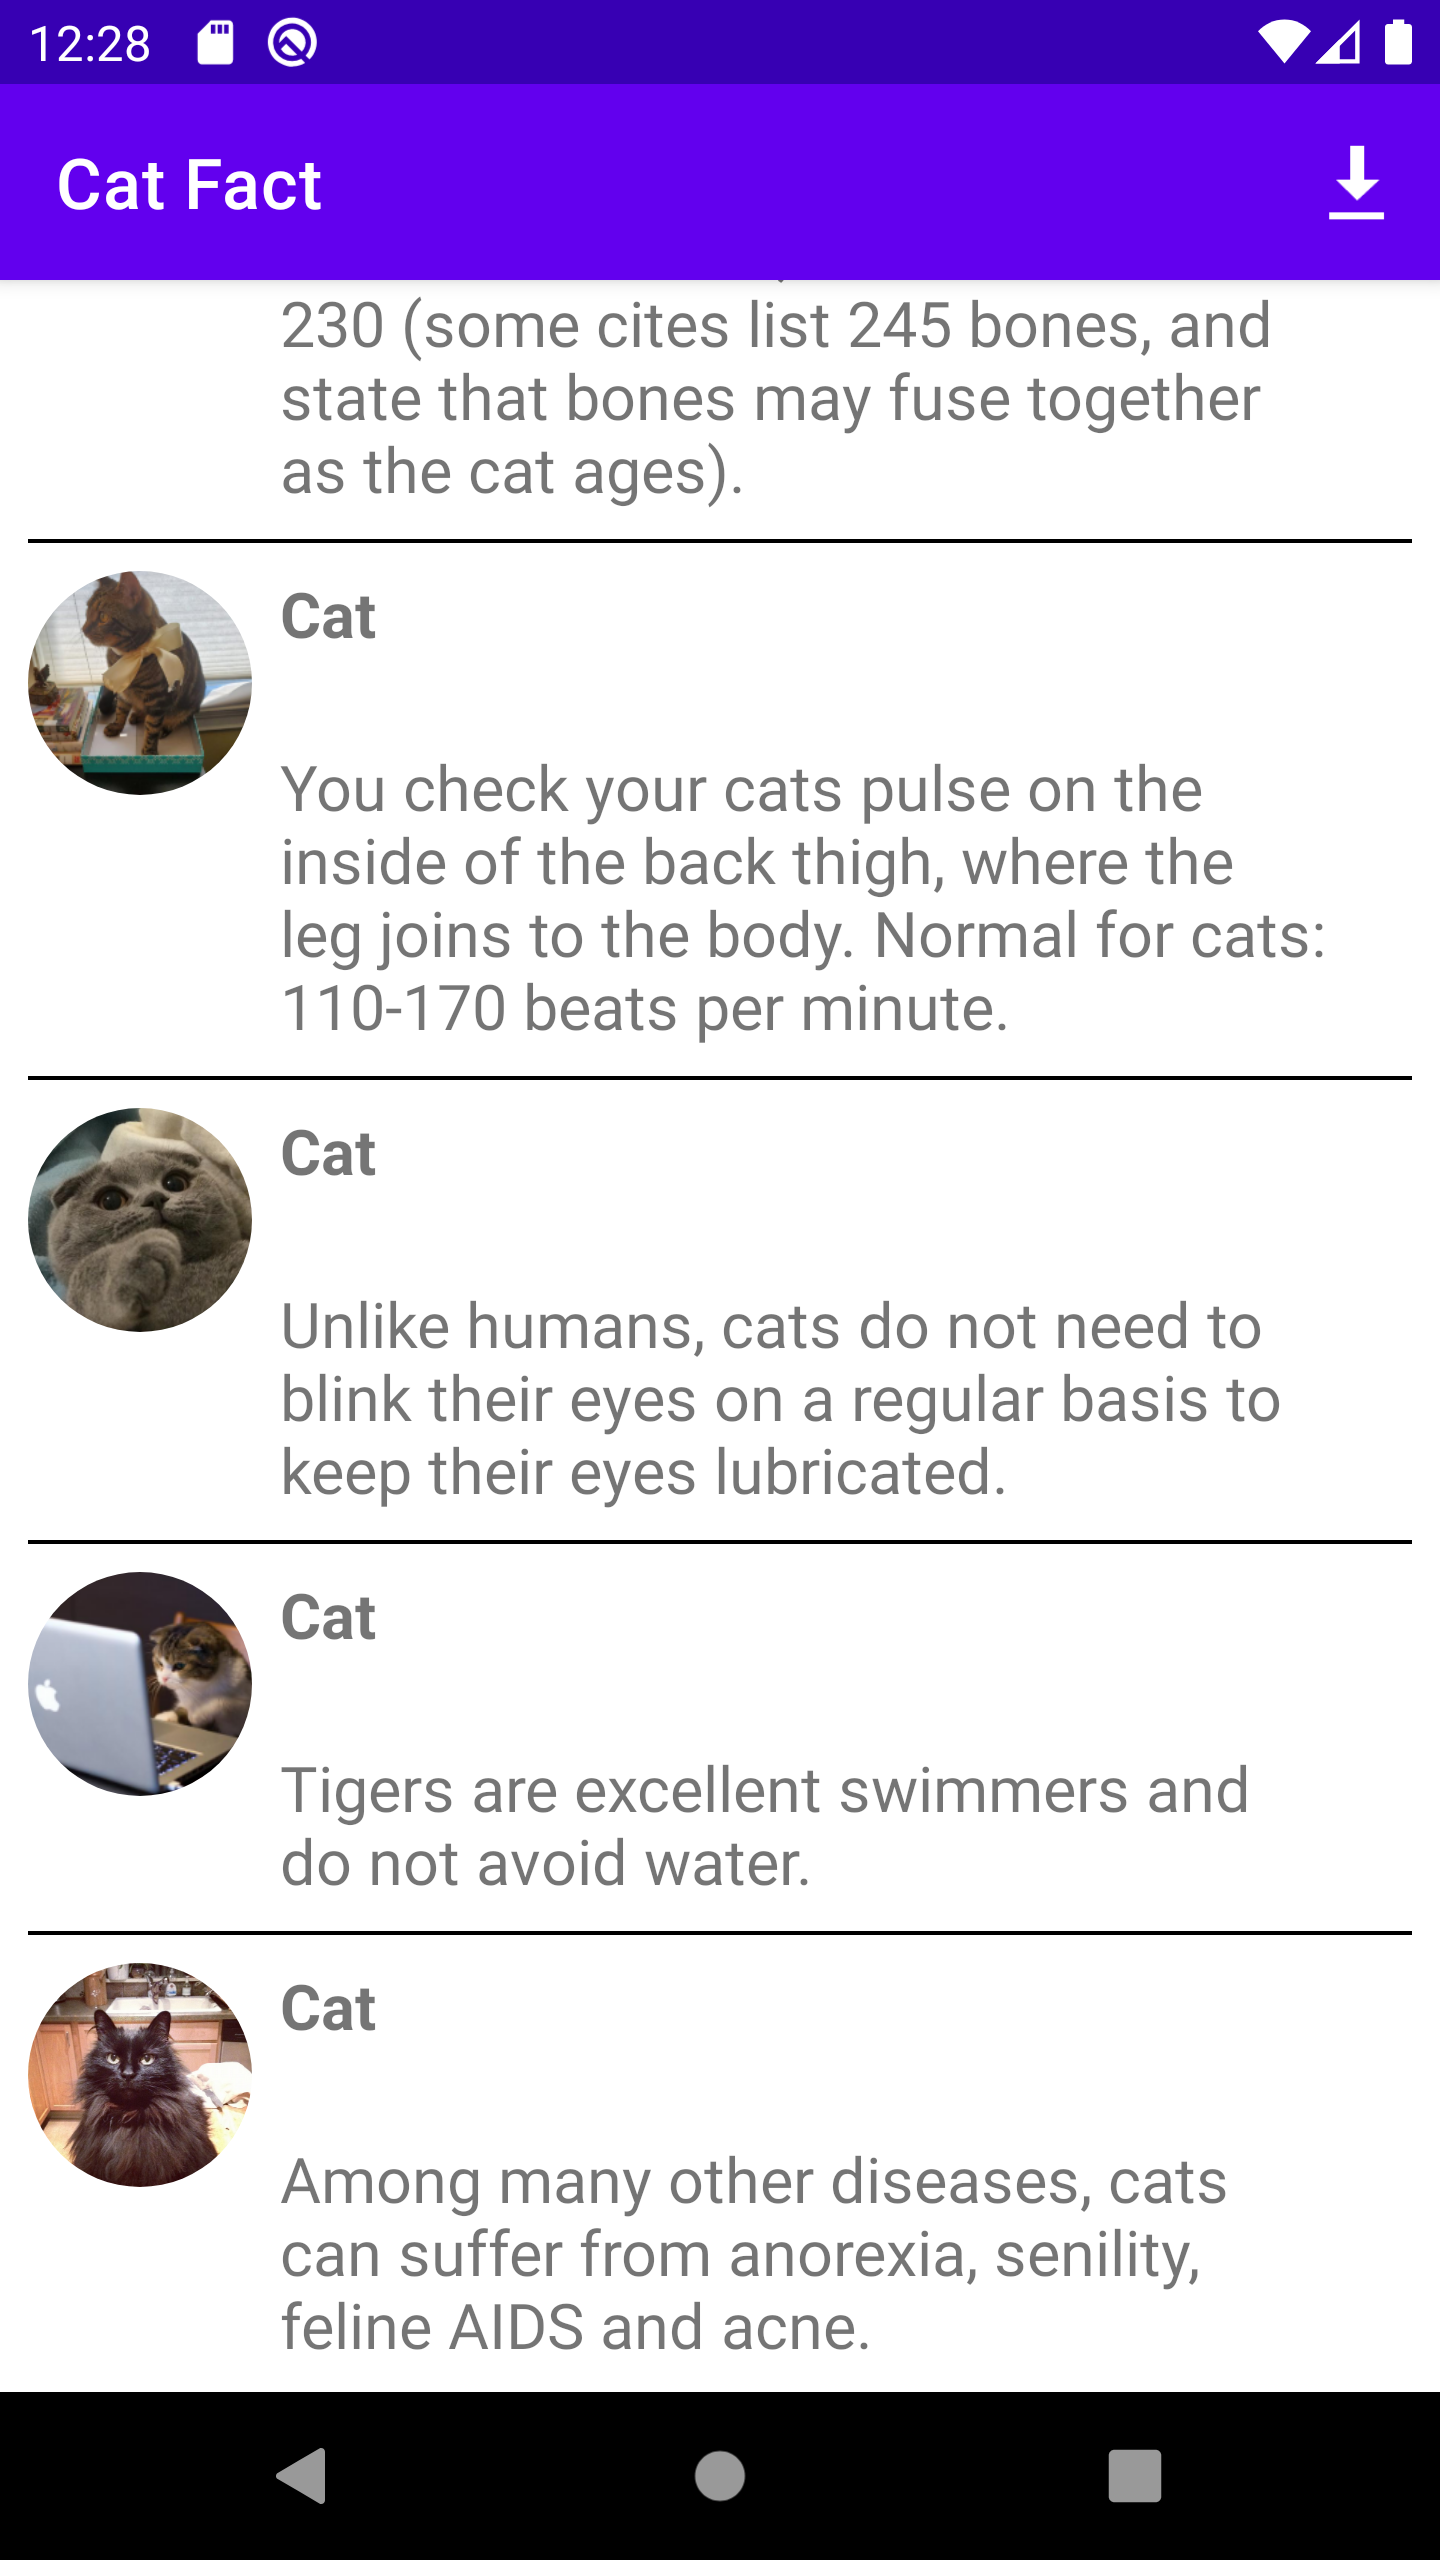 12:28
Cat Fact
230 (some cites list 245 bones, and
state that bones may fuse together
as the cat ages).
Cat
You check your cats pulse on the
inside of the back thigh, where the
leg joins to the body. Normal for cats:
110-170 beats per minute.
Cat
Unlike humans, cats do not need to
blink their eyes on a regular basis to
keep their eyes lubricated.
Cat
Tigers are excellent swimmers and
do not avoid water.
Cat
Among many other diseases, cats
can suffer from anorexia, senility,
feline AIDS and acne.